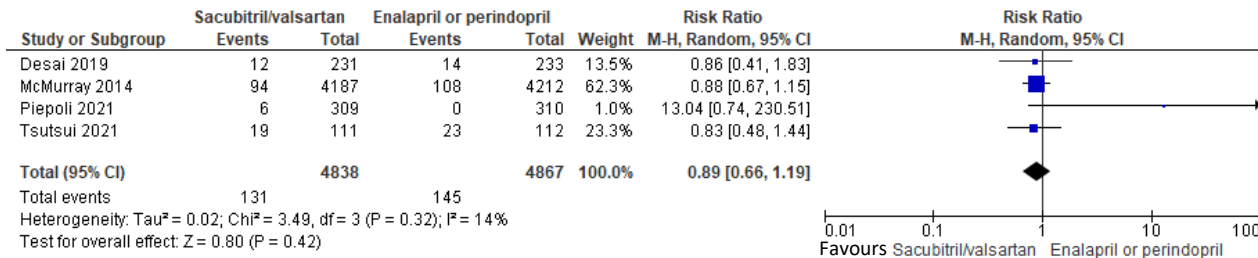 Sacubitril/valsartan Enalapril or perindopril Risk Ratio Risk Ratio
Study or Subgroup Events Total Events Total Weight M-H, Random, 95% CI M-H, Random, 95% CI
Desai 2019 12 231 14 233 13.5% 0.86 [0.41, 1.83]
McMurray 2014 94 4187 108 4212 62.3% 0.88 [0.67, 1.15]
Piepoli 2021 6 309 0 310 1.0% 13.04 [0.74, 230.51]
Tsutsui 2021 19 111 23 112 23.3% 0.83 [0.48, 1.44]
Total (95% CI) 4838 4867 100.0% 0.89 [0.66, 1.19]
Total events 131 145
Heterogeneity: Tau² = 0.02; Chi² = 3.49, df = 3 (P = 0.32); I² = 14%
Test for overall effect: Z = 0.80 (P = 0.42)
0.01 0.1 1 10 100
Favours Sacubitril/valsartan Enalapril or perindopril